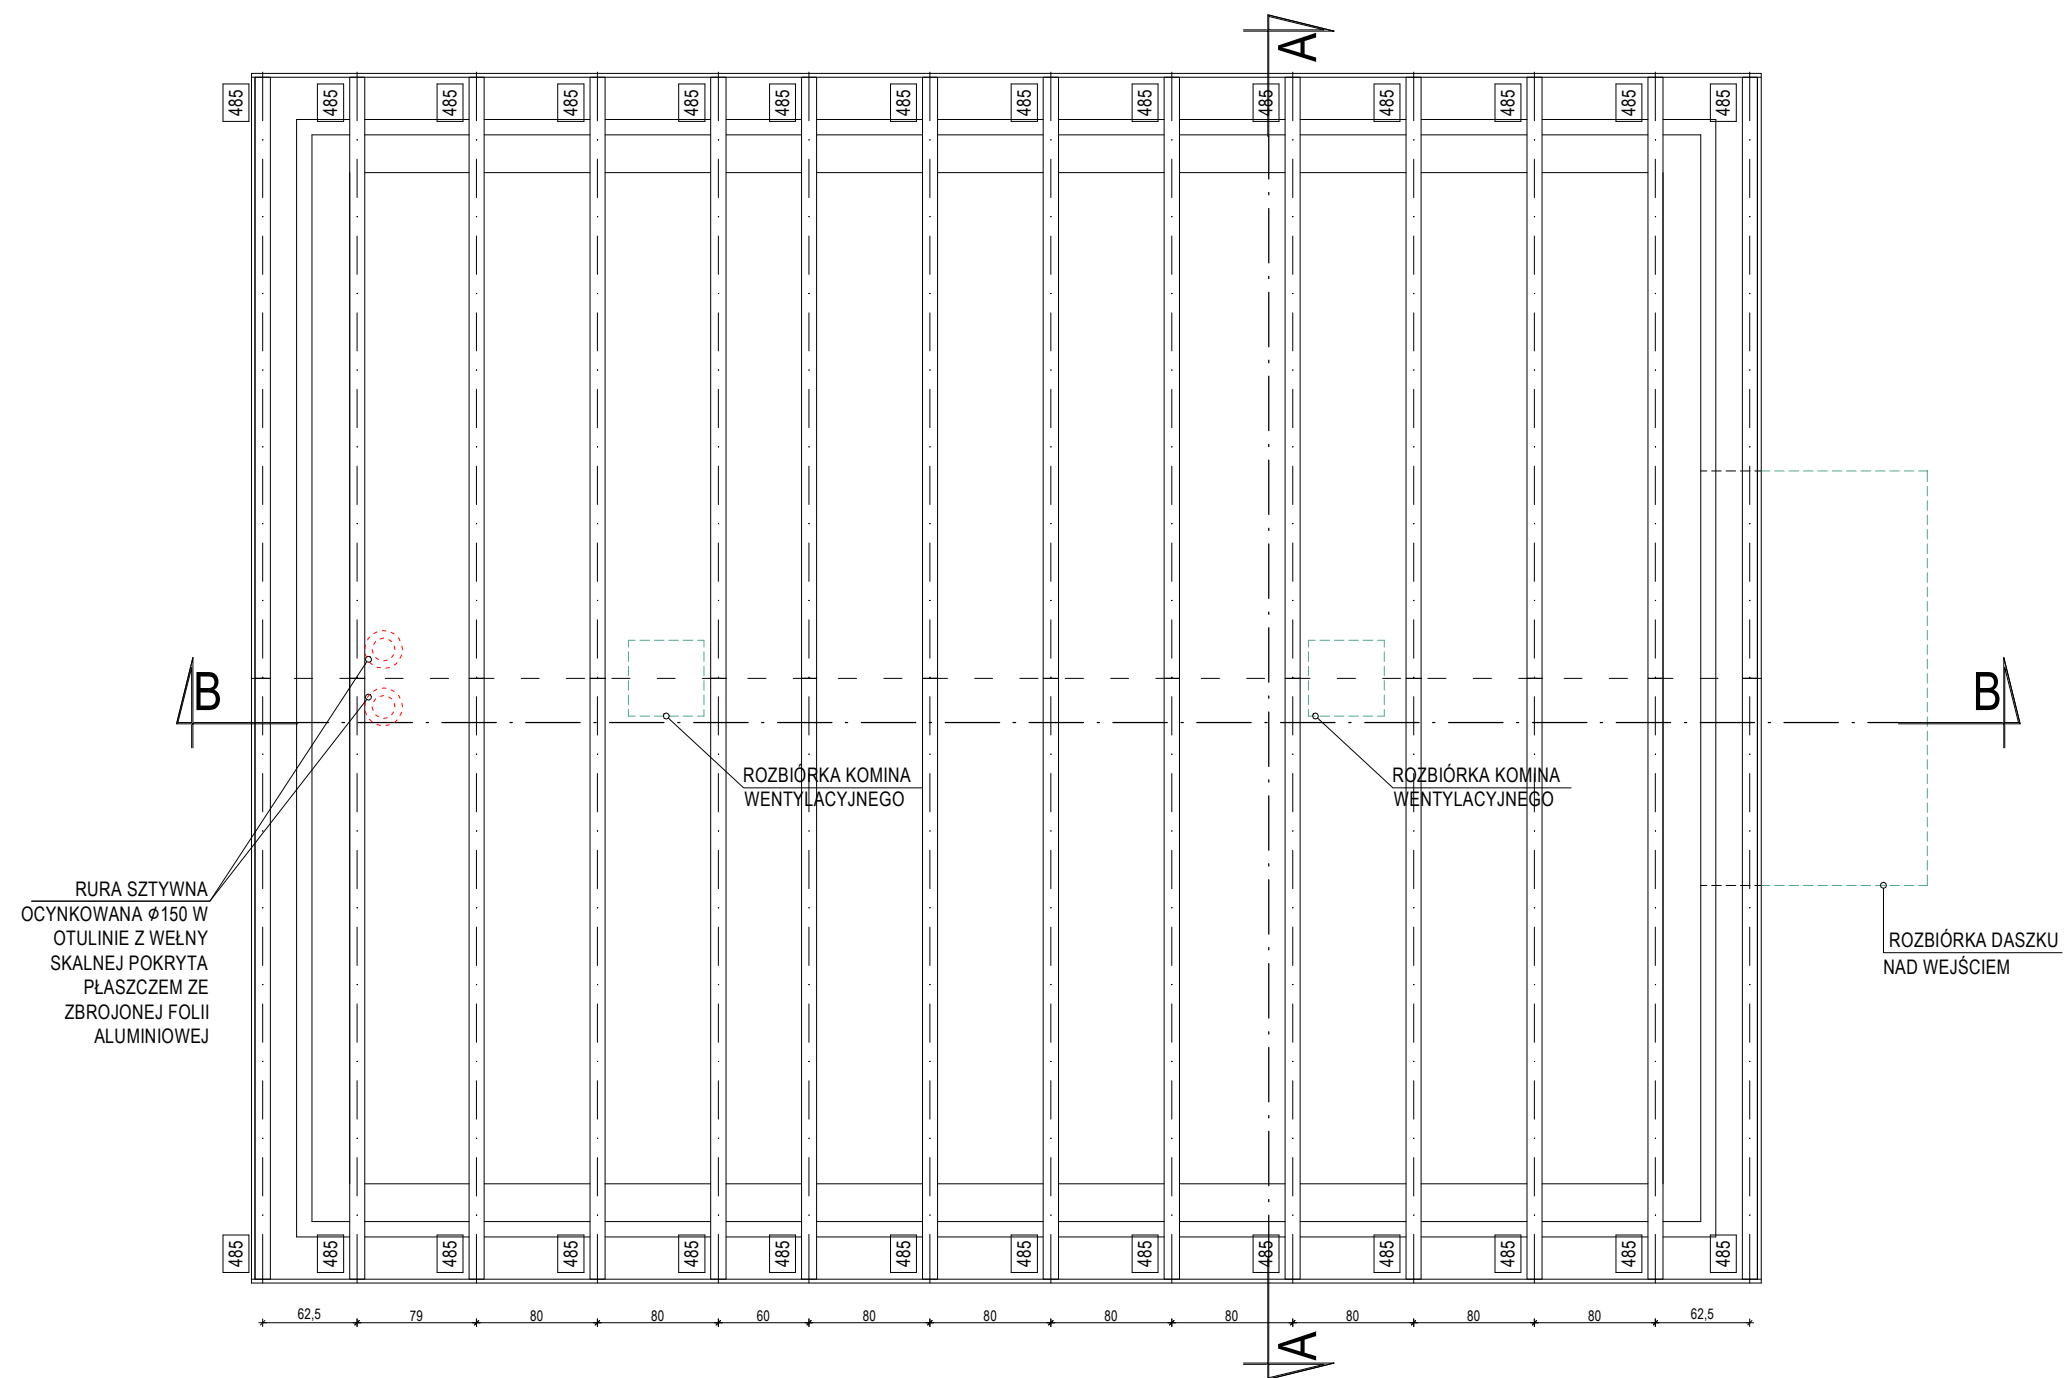 A
485 485 485 485 485 485 485 485 485 485 485 485 485 485
B
B
ROZBIÓRKA KOMINA
WENTYLACYJNEGO
ROZBIÓRKA KOMINA
WENTYLACYJNEGO
RURA SZTYWNA
OCYNKOWANA ⌀150 W
OTULINIE Z WEŁNY
SKALNEJ POKRYTA
PŁASZCZEM ZE
ZBROJONEJ FOLII
ALUMINIOWEJ
ROZBIÓRKA DASZKU
NAD WEJŚCIEM
485 485 485 485 485 485 485 485 485 485 485 485 485 485
62,5 79 80 80 60 80 80 80 80 80 80 80 62,5
A